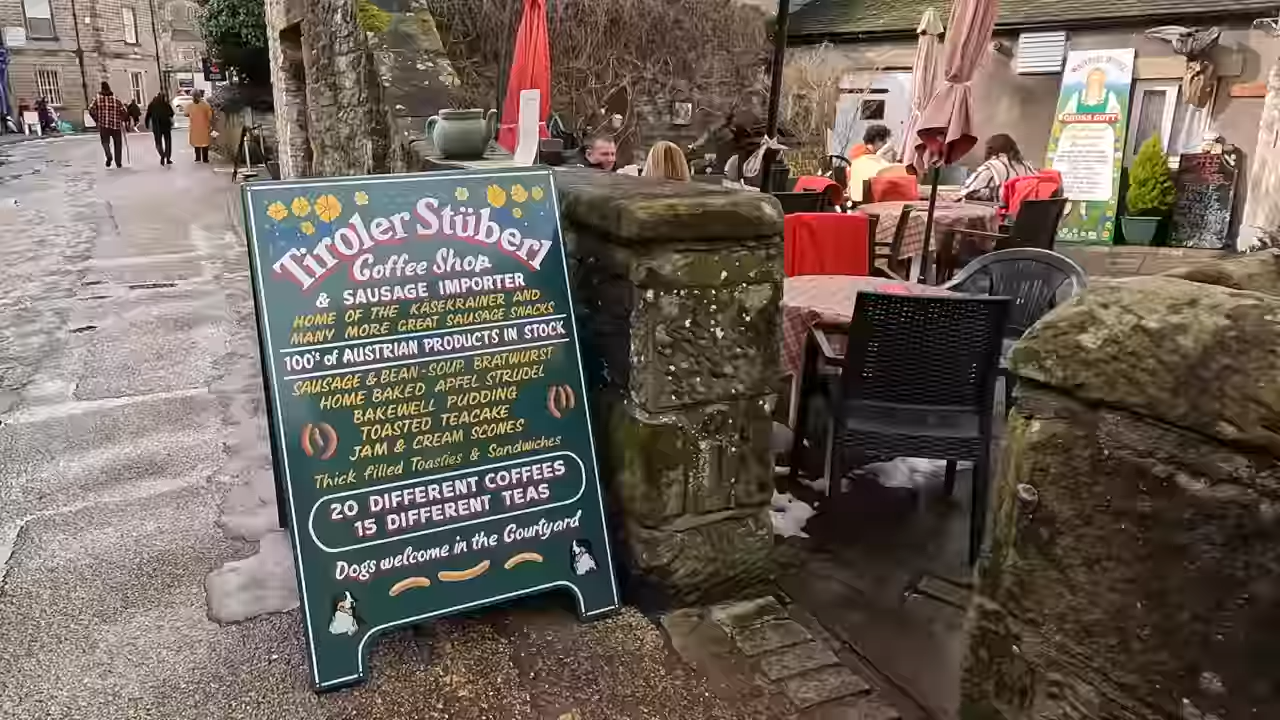 Tiroler Stüberl
Coffee Shop
& SAUSAGE IMPORTER
HOME OF THE KÄSEKRAINER AND
MANY MORE GREAT SAUSAGE SNACKS
100's of AUSTRIAN PRODUCTS IN STOCK
SAUSAGE & BEAN-SOUP BRATWURST
HOME BAKED APFEL STRUDEL
BAKEWELL PUDDING
TOASTED TEACAKE
JAM & CREAM SCONES
Thick filled Toasties & Sandwiches
20 DIFFERENT COFFEES
15 DIFFERENT TEAS
Dogs welcome in the Courtyard
GRÜSS GOTT